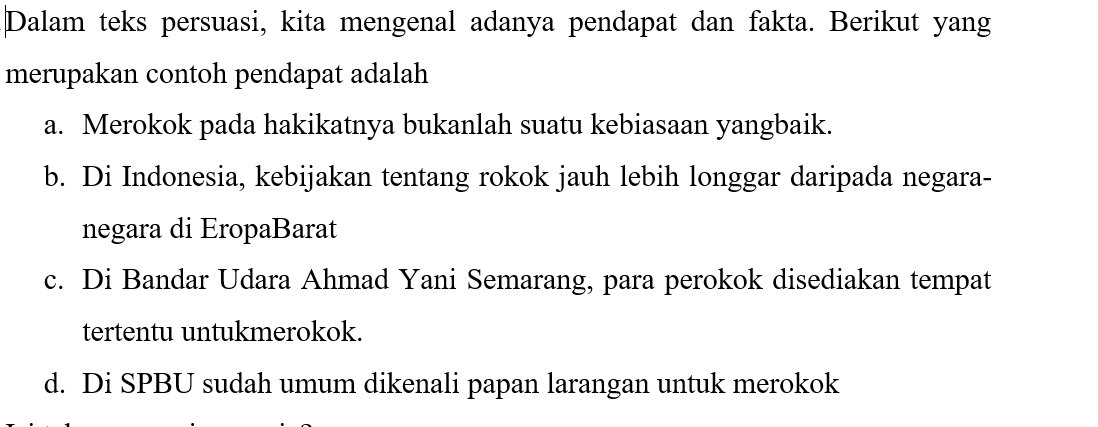 Dalam teks persuasi, kita mengenal adanya pendapat dan fakta. Berikut yang
merupakan contoh pendapat adalah
a. Merokok pada hakikatnya bukanlah suatu kebiasaan yangbaik.
b. Di Indonesia, kebijakan tentang rokok jauh lebih longgar daripada negara-
negara di EropaBarat
c. Di Bandar Udara Ahmad Yani Semarang, para perokok disediakan tempat
tertentu untukmerokok.
d. Di SPBU sudah umum dikenali papan larangan untuk merokok